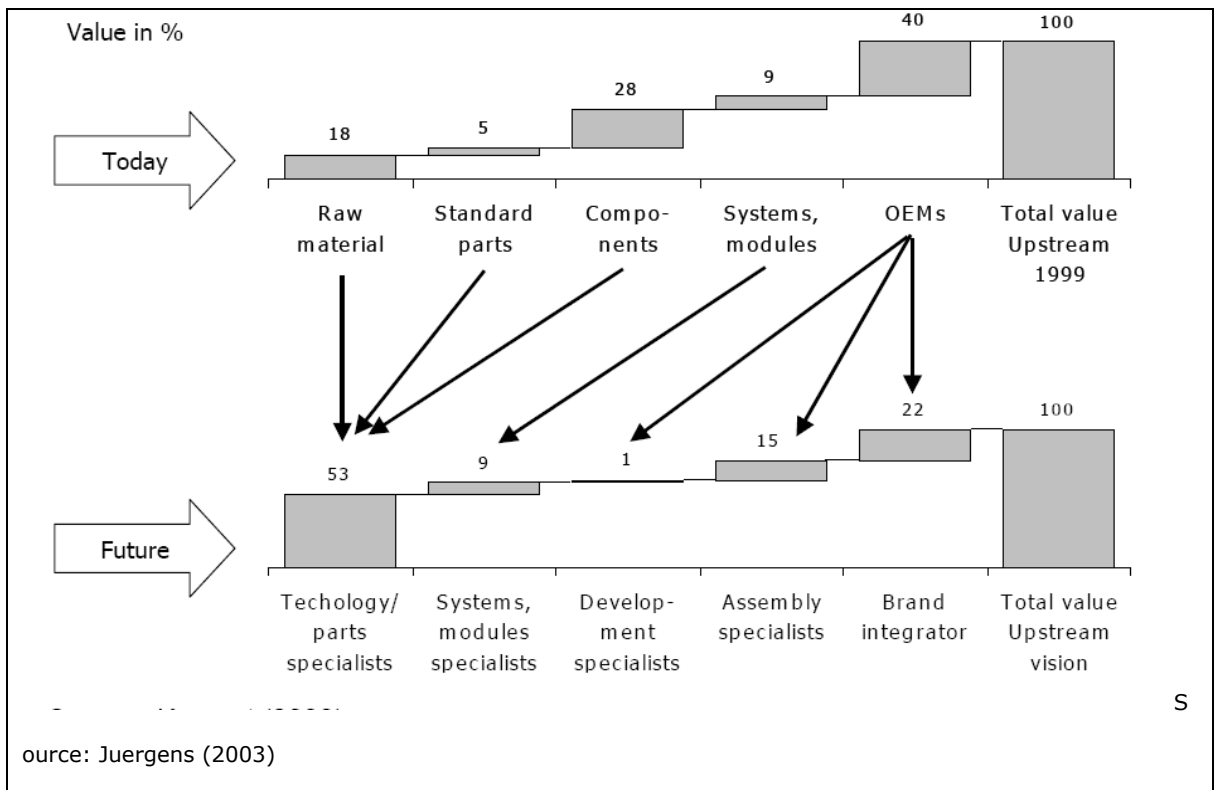 Value in %
40
100
28
9
18
5
Today
Raw
material
Standard
parts
Compo-
nents
Systems,
modules
OEMs
Total value
Upstream
1999
53
9
1
15
22
100
Future
Techology/
parts
specialists
Systems,
modules
specialists
Develop-
ment
specialists
Assembly
specialists
Brand
integrator
Total value
Upstream
vision
S
ource: Juergens (2003)